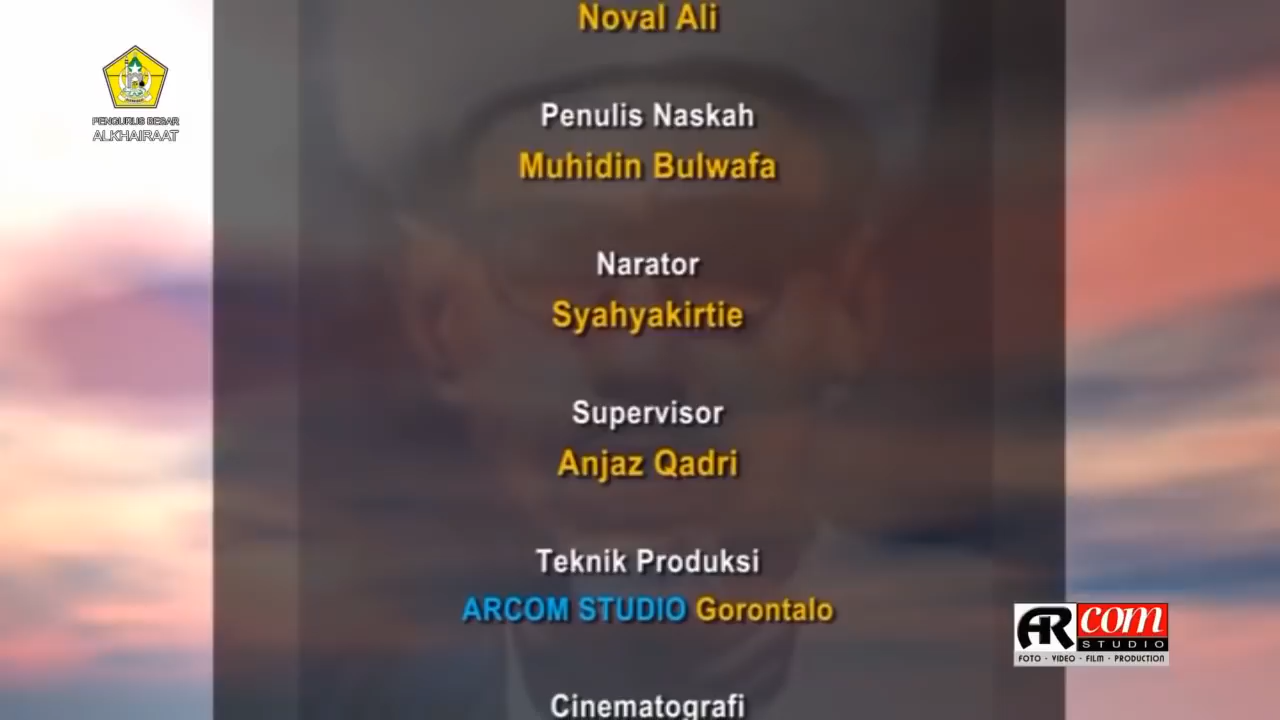 Noval Ali
PENGURUS BESAR
ALKHAIRAAT
Penulis Naskah
Muhidin Bulwafa
Narator
Syahyakirtie
Supervisor
Anjaz Qadri
Teknik Produksi
ARCOM STUDIO Gorontalo
ARcom
STUDIO
FOTO - VIDEO - FILM - PRODUCTION
Cinematografi